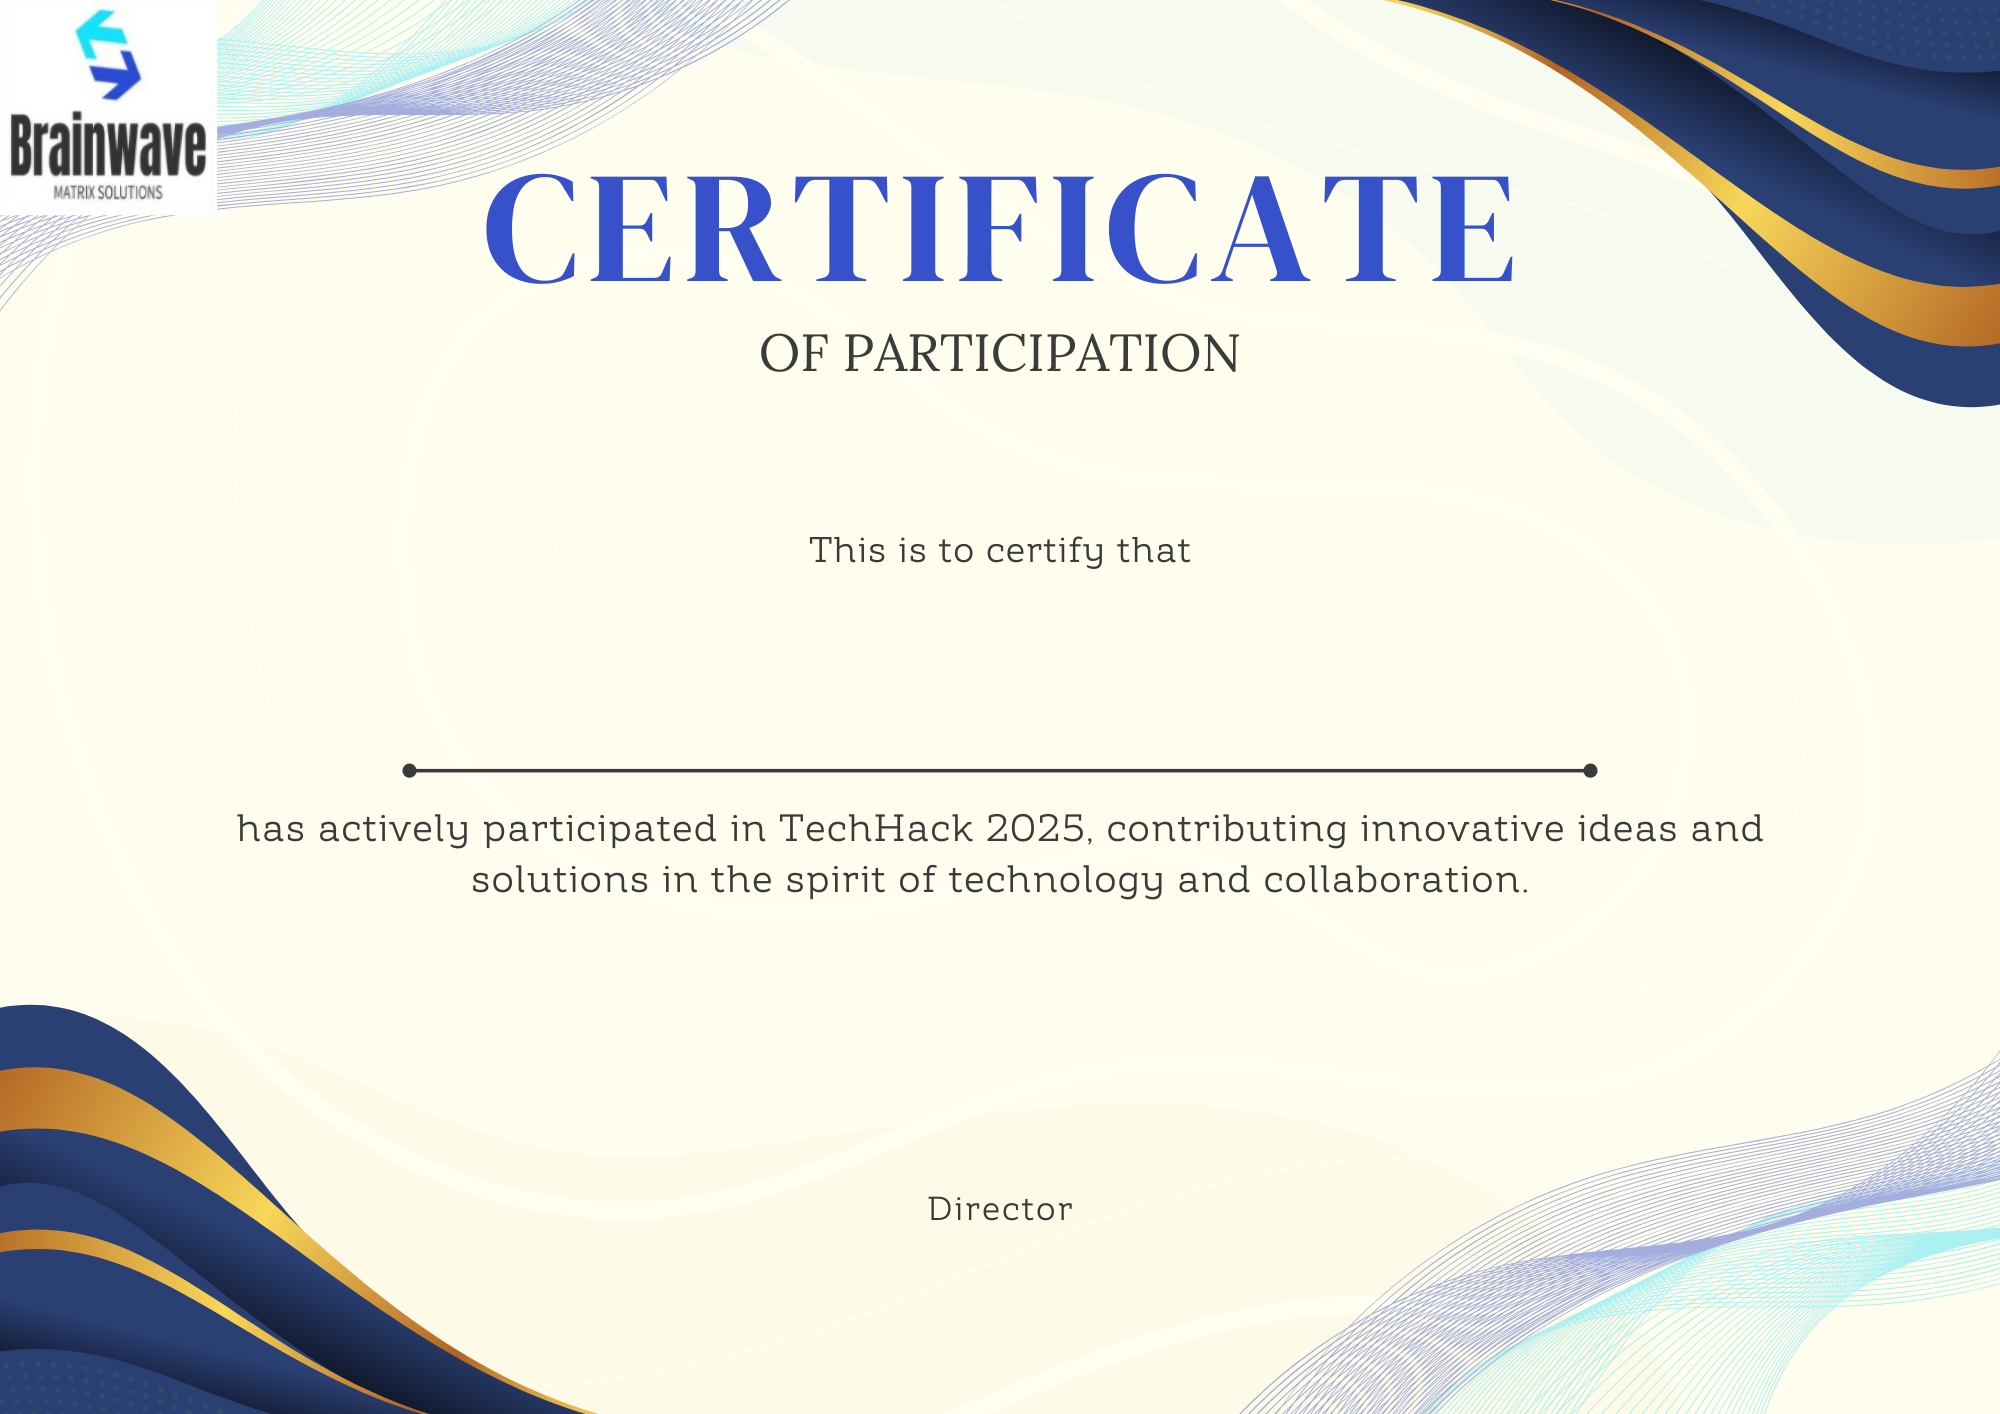 Brainwave
MATRIX SOLUTIONS
CERTIFICATE
OF PARTICIPATION
This is to certify that
has actively participated in TechHack 2025, contributing innovative ideas and
solutions in the spirit of technology and collaboration.
Director